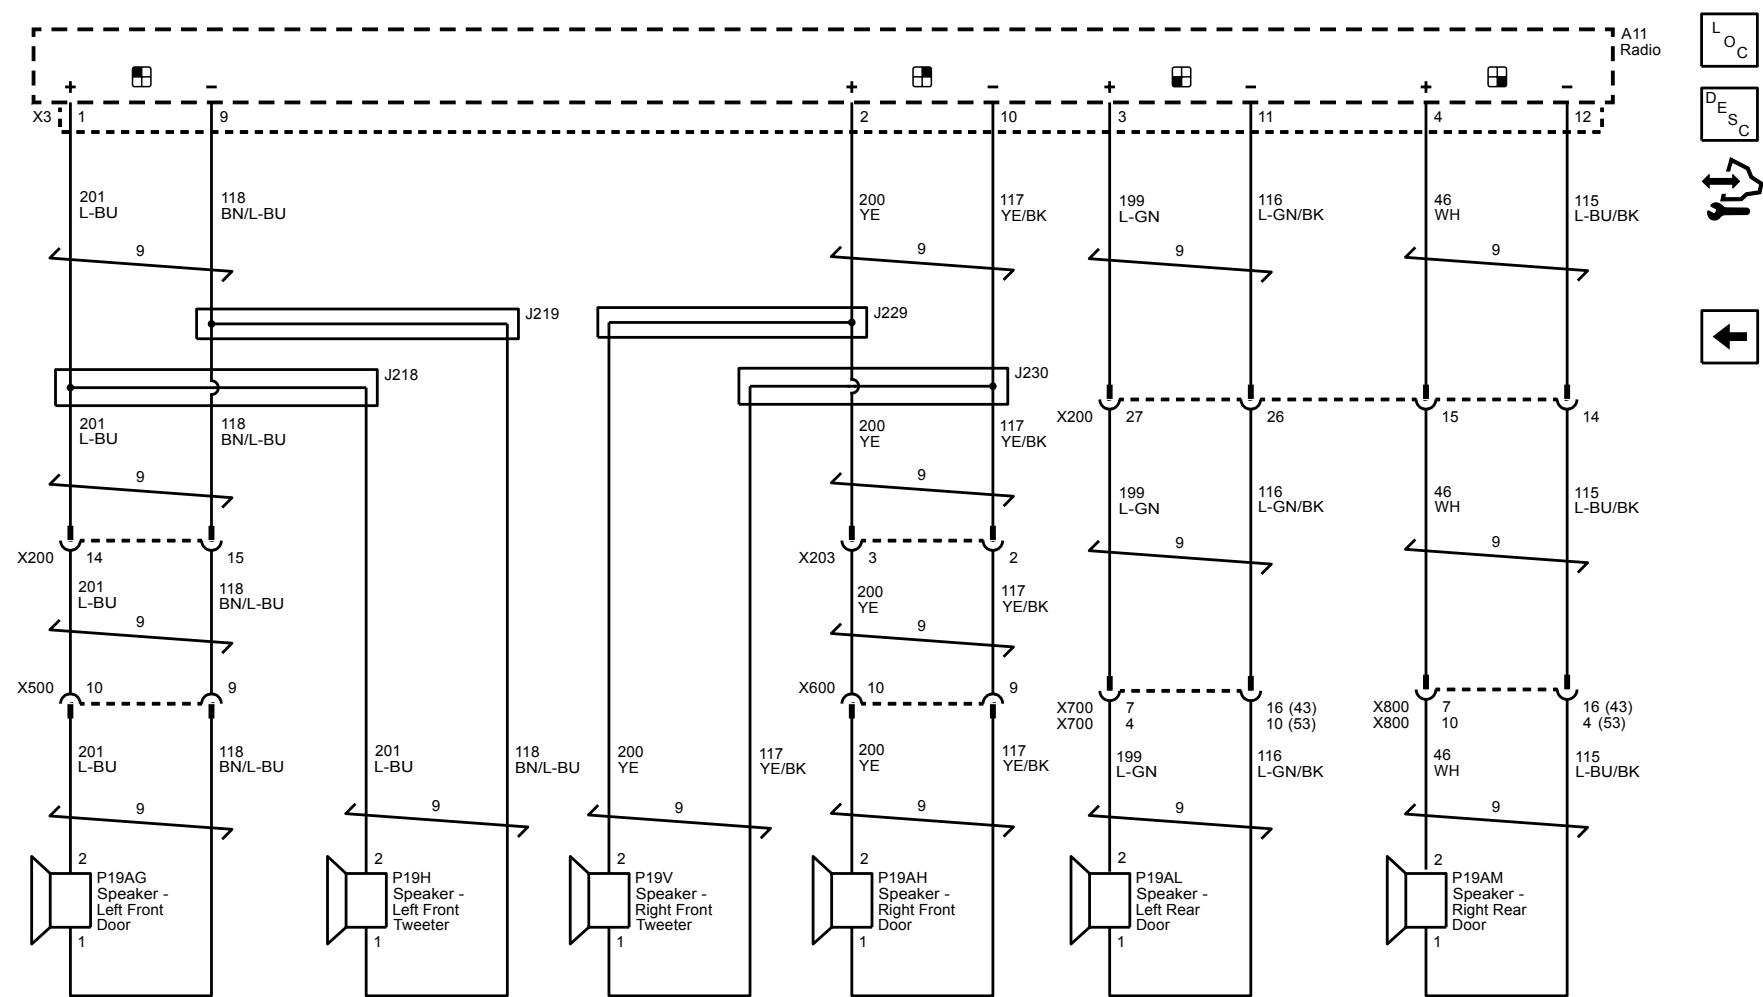 A11
Radio
L O C
+ − + − + − + −
X3 1 9 2 10 3 11 4 12
D E S C
201
L-BU
118
BN/L-BU
200
YE
117
YE/BK
199
L-GN
116
L-GN/BK
46
WH
115
L-BU/BK
9 9 9 9
J219
J229
J218
J230
201
L-BU
118
BN/L-BU
200
YE
117
YE/BK
X200 27 26 15 14
9 9
199
L-GN
116
L-GN/BK
46
WH
115
L-BU/BK
X200 14 15
X203 3 2
9 9
201
L-BU
118
BN/L-BU
200
YE
117
YE/BK
9 9
X500 10 9
X600 10 9
X700 7 16 (43)
X700 4 10 (53)
X800 7 16 (43)
X800 10 4 (53)
201
L-BU
118
BN/L-BU
201
L-BU
118
BN/L-BU
200
YE
117
YE/BK
200
YE
117
YE/BK
199
L-GN
116
L-GN/BK
46
WH
115
L-BU/BK
9 9 9 9 9 9
2
P19AG
Speaker -
Left Front
Door
1
2
P19H
Speaker -
Left Front
Tweeter
1
2
P19V
Speaker -
Right Front
Tweeter
1
2
P19AH
Speaker -
Right Front
Door
1
2
P19AL
Speaker -
Left Rear
Door
1
2
P19AM
Speaker -
Right Rear
Door
1